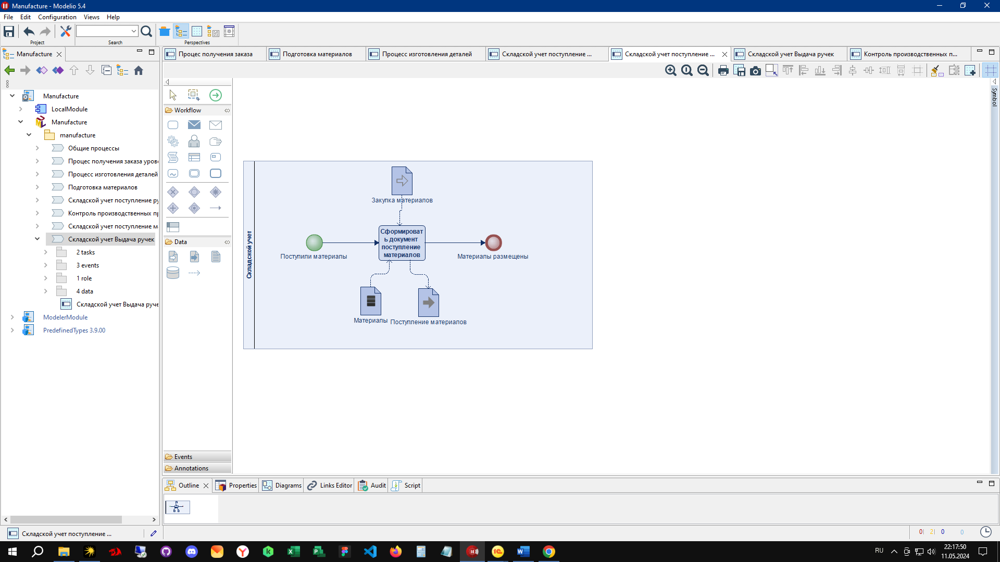 Manufacture - Modelio 5.4
File Edit Configuration Views Help
Project Search Perspectives
Manufacture
Процес получения заказа
Подготовка материалов
Процесс изготовления деталей
Складской учет поступление ...
Складской учет поступление ...
Складской учет Выдача ручек
Контроль производственных п...
Manufacture
LocalModule
Manufacture
manufacture
Общие процессы
Процес получения заказа уров
Процесс изготовления деталей
Подготовка материалов
Складской учет поступление ру
Контроль производственных пр
Складской учет поступление м
Складской учет Выдача ручек
2 tasks
3 events
1 role
4 data
Складской учет Выдача руче
ModelerModule
PredefinedTypes 3.9.00
Workflow
Data
Events
Annotations
Symbol
Складской учет
Закупка материалов
Сформироват
ь документ
поступление
материалов
Поступили материалы
Материалы размещены
Материалы
Поступление материалов
Outline
Properties
Diagrams
Links Editor
Audit
Script
Складской учет поступление ...
0 2 0 0
RU
22:17:50
11.05.2024